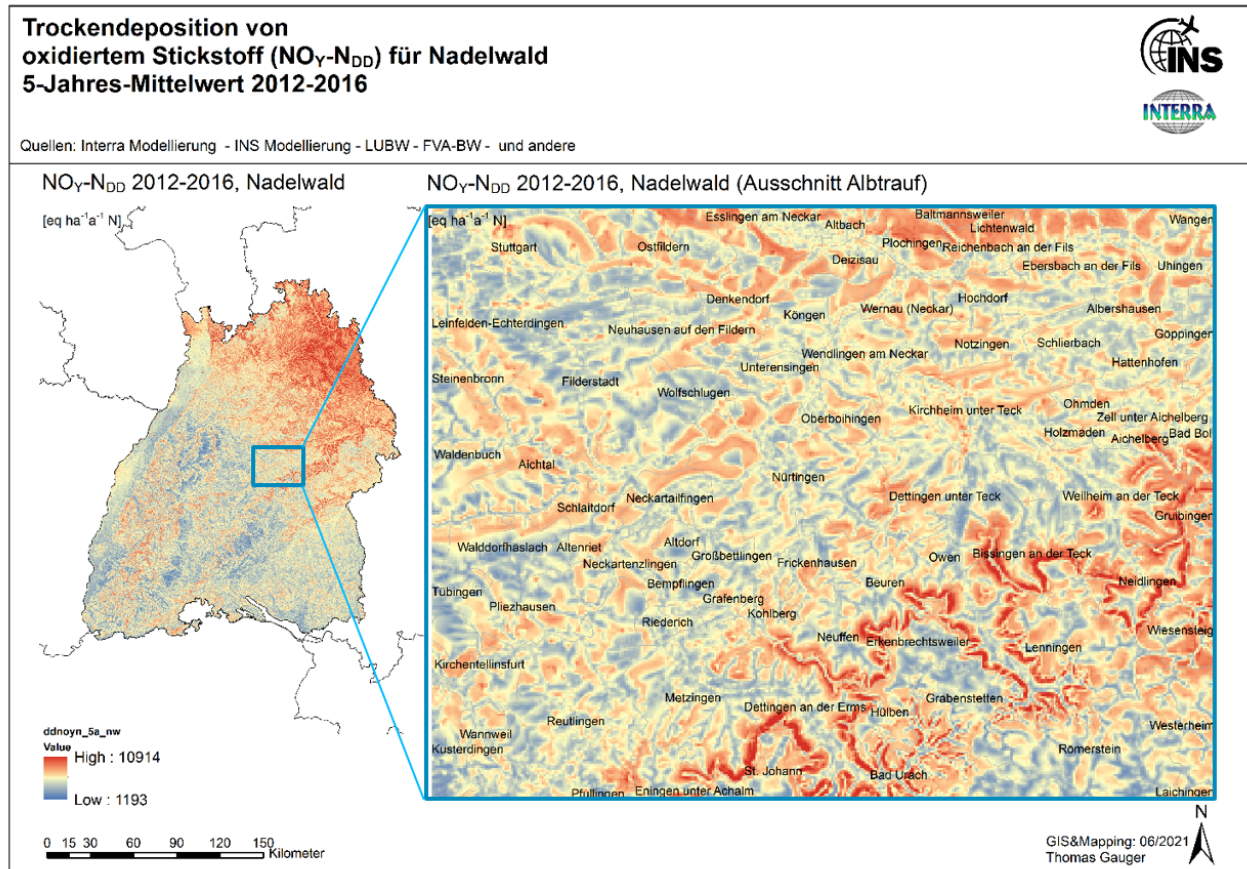 Trockendeposition von
oxidiertem Stickstoff (NOY-NDD) für Nadelwald
5-Jahres-Mittelwert 2012-2016
INS
INTERRA
Quellen: Interra Modellierung - INS Modellierung - LUBW - FVA-BW - und andere
NOY-NDD 2012-2016, Nadelwald
NOY-NDD 2012-2016, Nadelwald (Ausschnitt Albtrauf)
[eq ha⁻¹a⁻¹ N]
[eq ha⁻¹a⁻¹ N]
Esslingen am Neckar
Baltmannsweiler
Altbach
Lichtenwald
Wangen
Stuttgart
Ostfildern
Plochingen
Reichenbach an der Fils
Deizisau
Ebersbach an der Fils
Uhingen
Denkendorf
Hochdorf
Köngen
Wernau (Neckar)
Albershausen
Leinfelden-Echterdingen
Neuhausen auf den Fildern
Göppingen
Notzingen
Schlierbach
Wendlingen am Neckar
Hattenhofen
Unterensingen
Steinenbronn
Filderstadt
Wolfschlugen
Ohmden
Oberboihingen
Kirchheim unter Teck
Zell unter Aichelberg
Holzmaden
Bad Bol
Aichelberg
Waldenbuch
Aichtal
Nürtingen
Neckartailfingen
Dettingen unter Teck
Weilheim an der Teck
Schlaitdorf
Gruibingen
Walddorfhaslach
Altenriet
Altdorf
Großbettlingen
Frickenhausen
Owen
Bissingen an der Teck
Neckartenzlingen
Bempflingen
Beuren
Neidlingen
Tübingen
Pliezhausen
Grafenberg
Kohlberg
Riederich
Neuffen
Erkenbrechtsweiler
Wiesensteig
Lenningen
Kirchentellinsfurt
Metzingen
Grabenstetten
Dettingen an der Erms
Hülben
Reutlingen
Westerheim
Wannweil
Kusterdingen
Römerstein
St. Johann
Bad Urach
Pfullingen
Eningen unter Achalm
Laichingen
ddnoyn_5a_nw
Value
High : 10914
Low : 1193
0 15 30 60 90 120 150
Kilometer
N
GIS&Mapping: 06/2021
Thomas Gauger